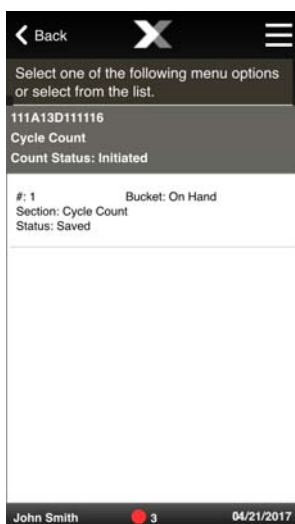 Back
Select one of the following menu options
or select from the list.
111A13D111116
Cycle Count
Count Status: Initiated
#: 1 Bucket: On Hand
Section: Cycle Count
Status: Saved
John Smith 3 04/21/2017